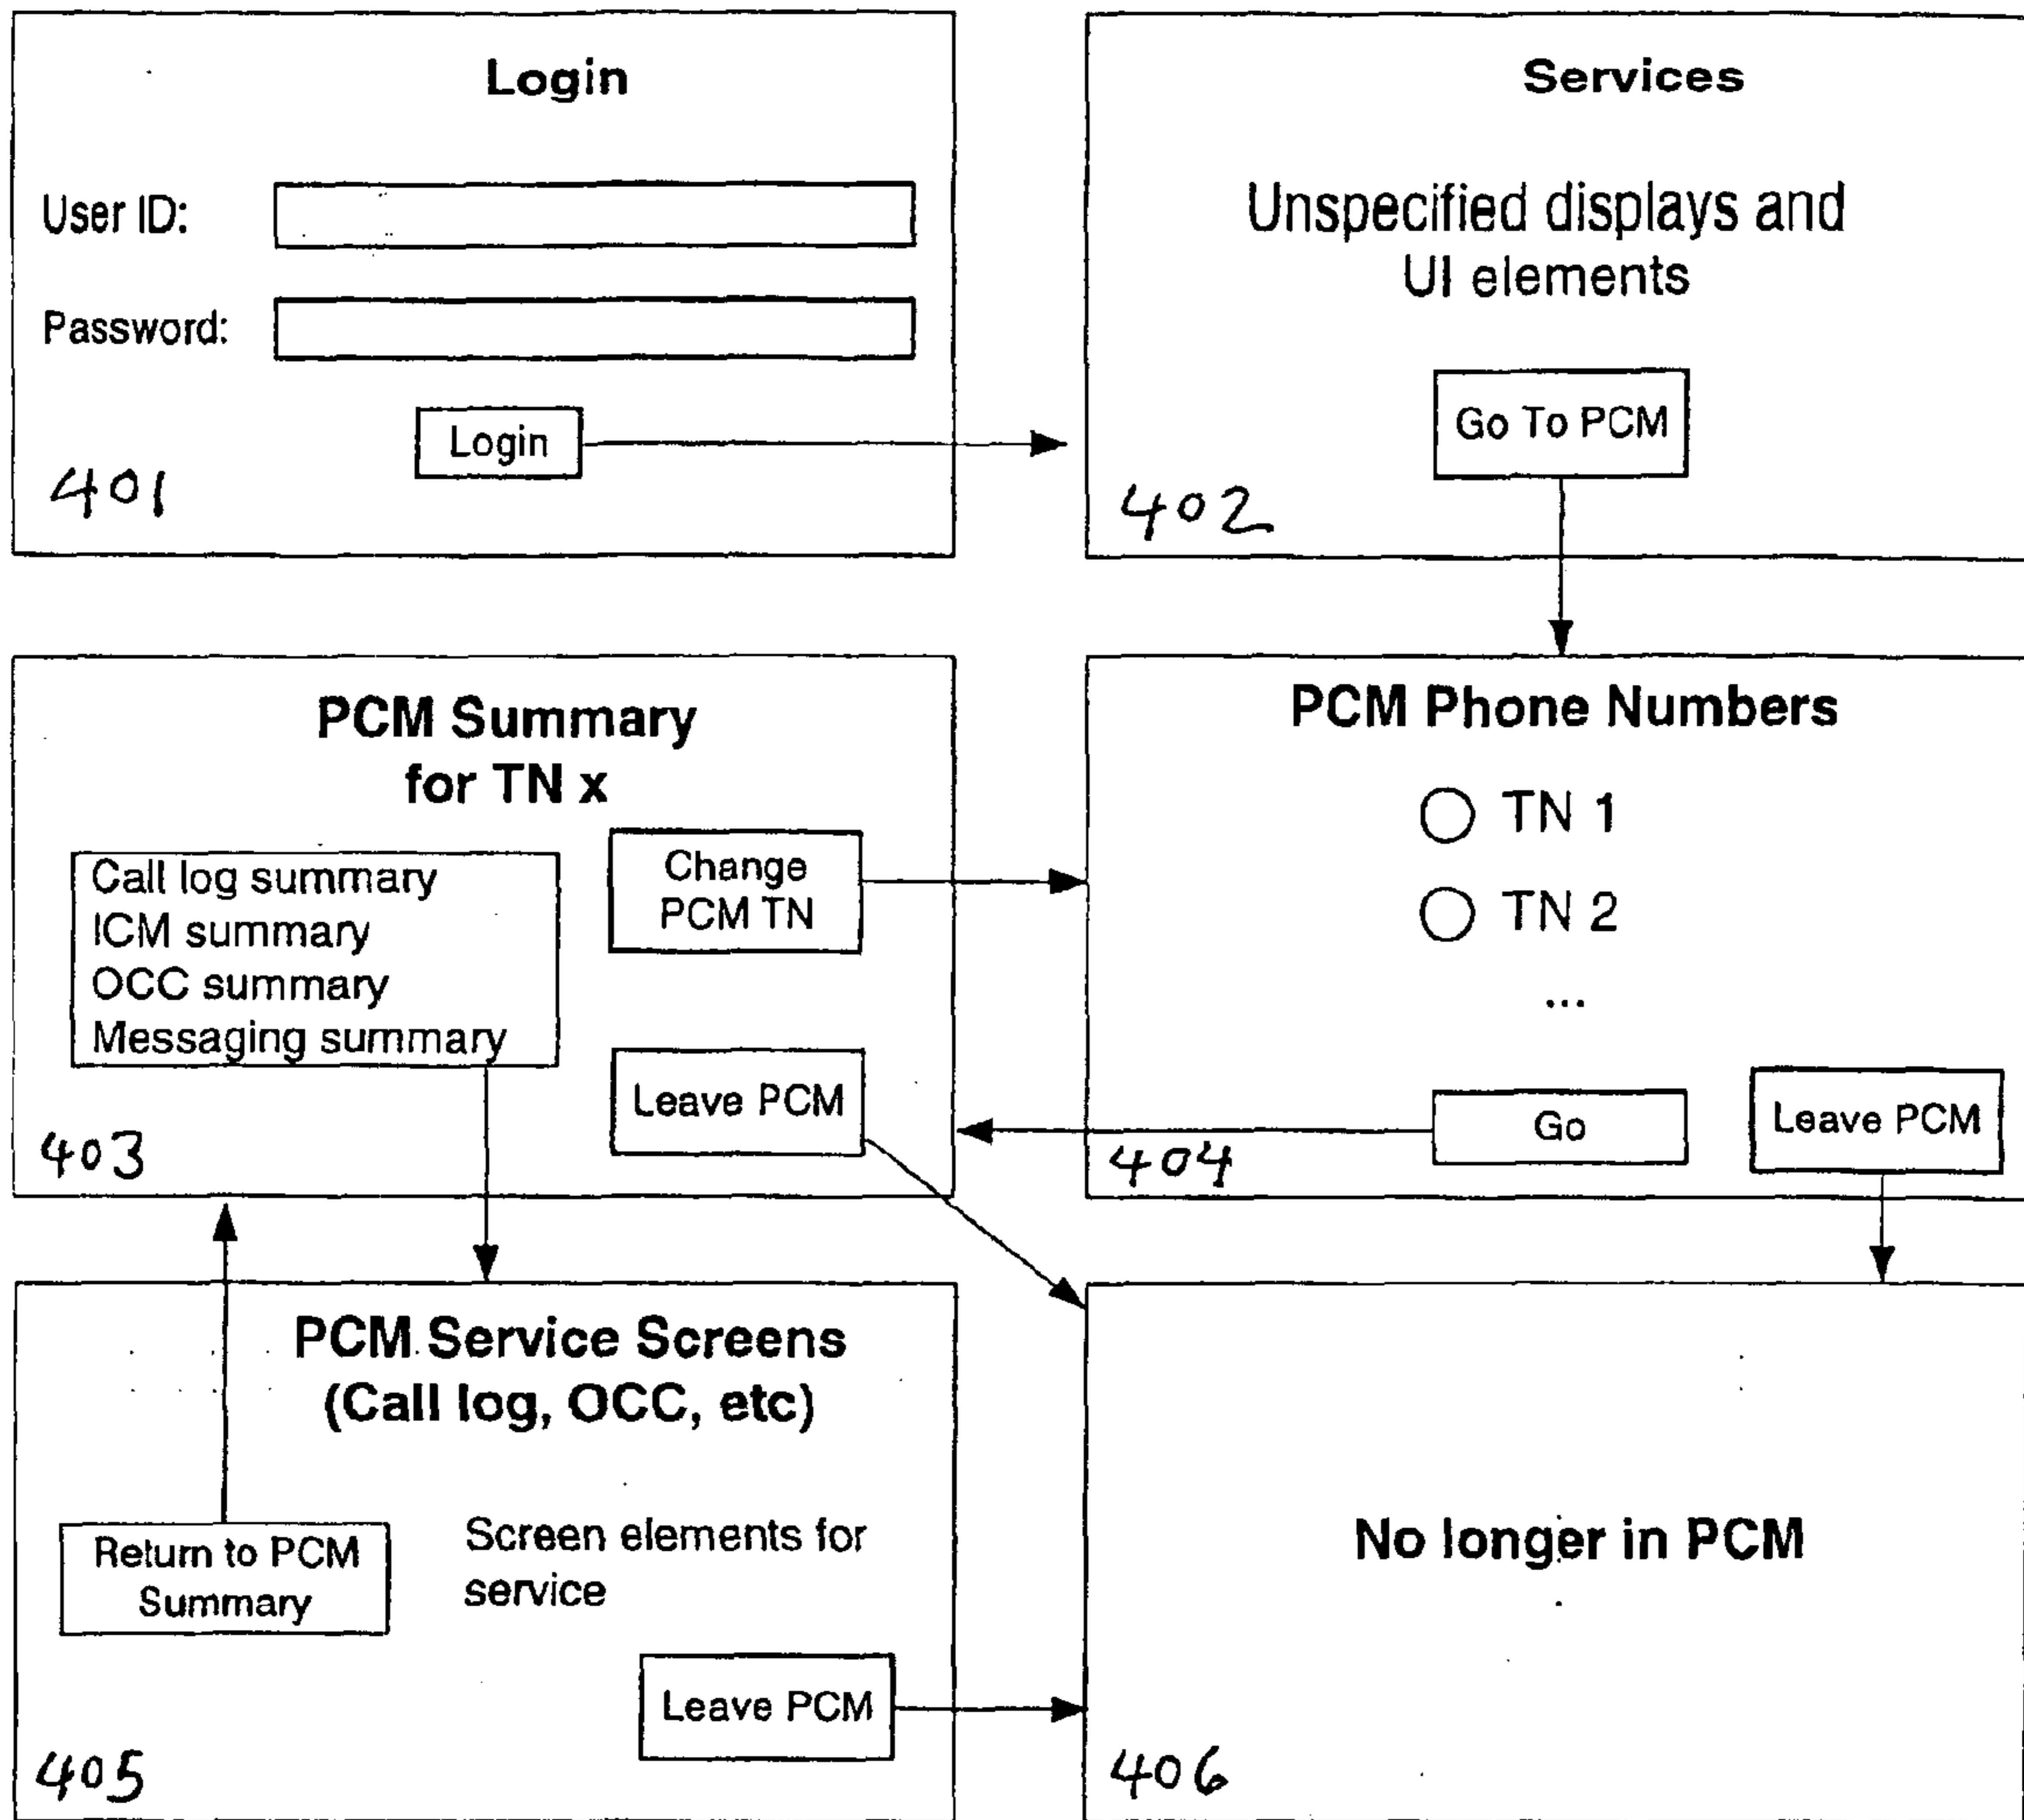 Login
User ID:
Password:
Login
401
Services
Unspecified displays and
UI elements
Go To PCM
402
PCM Summary
for TN x
Call log summary
ICM summary
OCC summary
Messaging summary
Change
PCM TN
Leave PCM
403
PCM Phone Numbers
TN 1
TN 2
...
Go
Leave PCM
404
PCM Service Screens
(Call log, OCC, etc)
Return to PCM
Summary
Screen elements for
service
Leave PCM
405
No longer in PCM
406